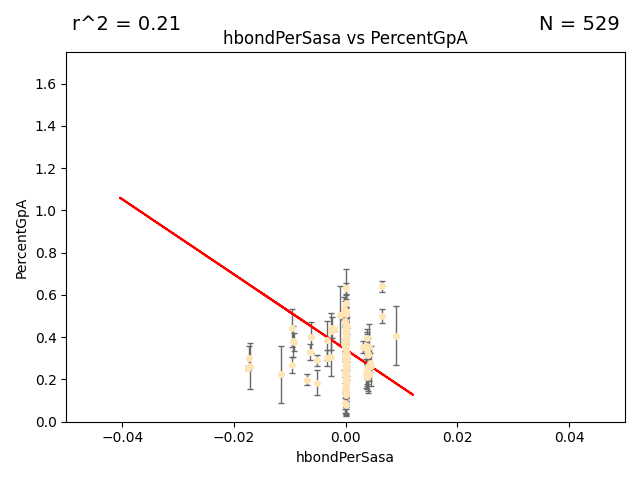 r^2 = 0.21
N = 529
hbondPerSasa vs PercentGpA
1.6
1.4
1.2
1.0
0.8
0.6
0.4
0.2
0.0
PercentGpA
−0.04
−0.02
0.00
0.02
0.04
hbondPerSasa